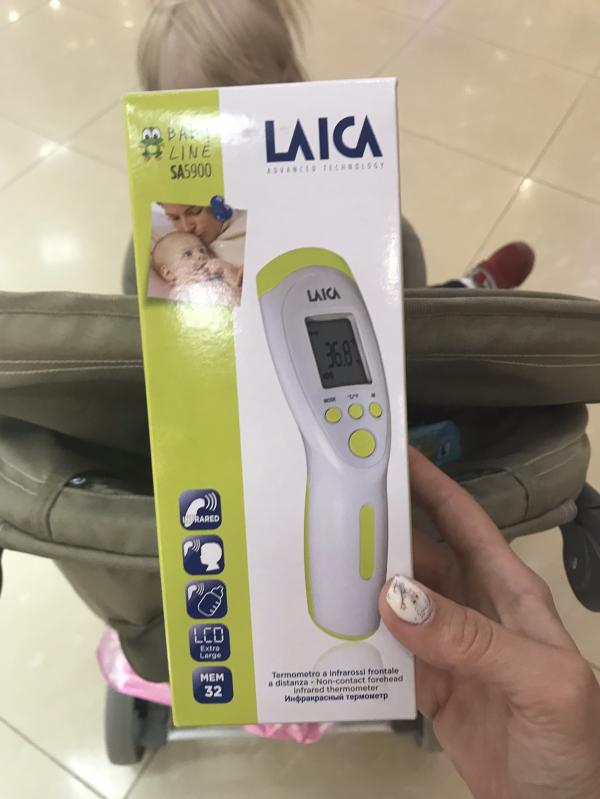 BABY
LINE
SA5900
LAICA
ADVANCED TECHNOLOGY
LAICA
36.8
MODE °C/°F M
INFRARED
LCD
Extra
Large
MEM
32
Termometro a infrarossi frontale
a distanza - Non-contact forehead
infrared thermometer
Инфракрасный термометр